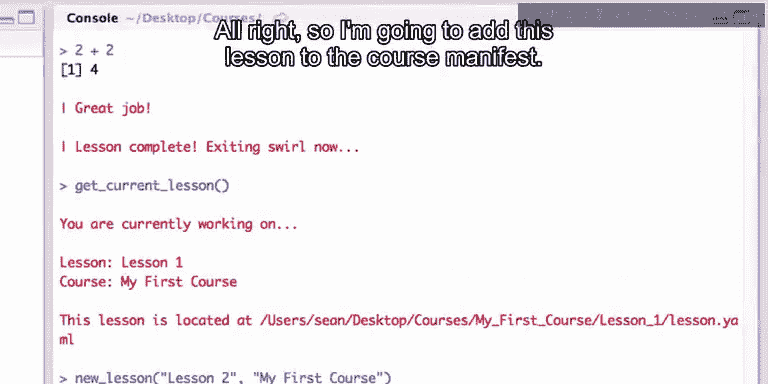 Console ~/Desktop/Courses/
All right, so I'm going to add this
lesson to the course manifest.
> 2 + 2
[1] 4
| Great job!
| Lesson complete! Exiting swirl now...
> get_current_lesson()
You are currently working on...
Lesson: Lesson 1
Course: My First Course
This lesson is located at /Users/sean/Desktop/Courses/My_First_Course/Lesson_1/lesson.ya
ml
> new_lesson("Lesson 2", "My First Course")